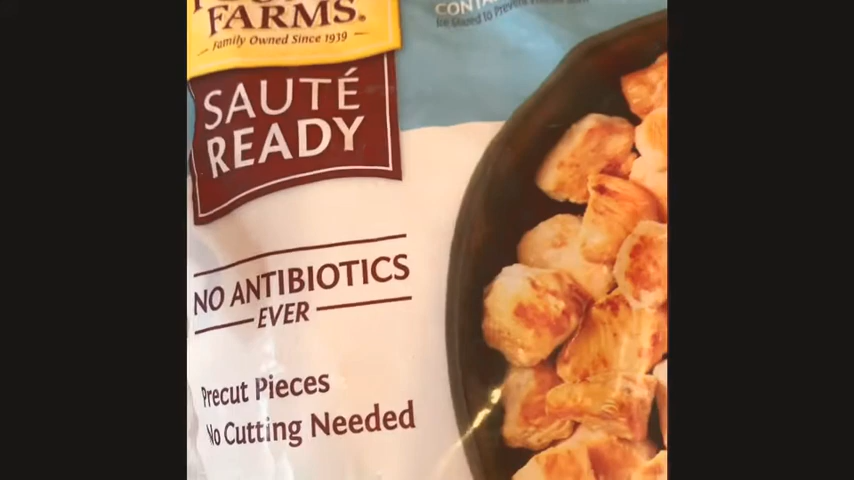 FARMS.
Family Owned Since 1939
SAUTÉ
READY
NO ANTIBIOTICS
EVER
Precut Pieces
No Cutting Needed